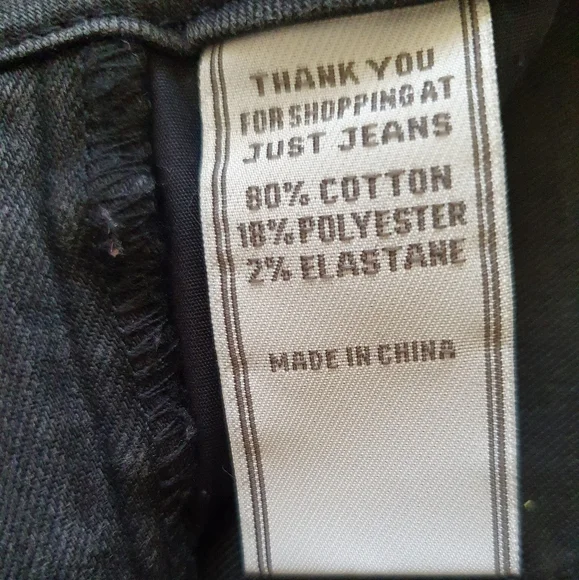 THANK YOU
FOR SHOPPING AT
JUST JEANS
80% COTTON
18% POLYESTER
2% ELASTANE
MADE IN CHINA